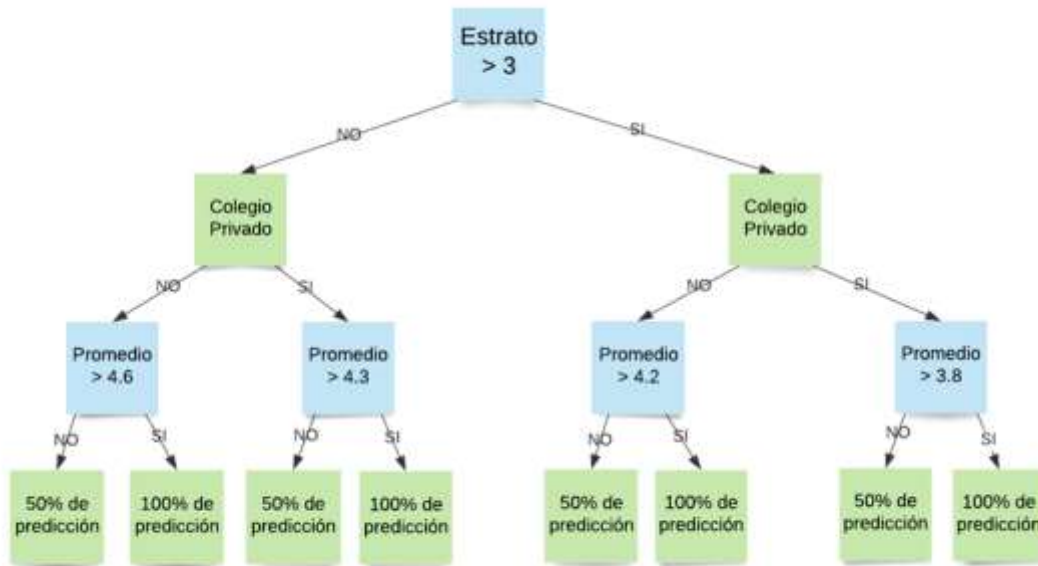 Estrato
> 3
NO
SI
Colegio
Privado
Colegio
Privado
NO
SI
NO
SI
Promedio
> 4.6
Promedio
> 4.3
Promedio
> 4.2
Promedio
> 3.8
NO
SI
NO
SI
NO
SI
NO
SI
50% de
predicción
100% de
predicción
50% de
predicción
100% de
predicción
50% de
predicción
100% de
predicción
50% de
predicción
100% de
predicción